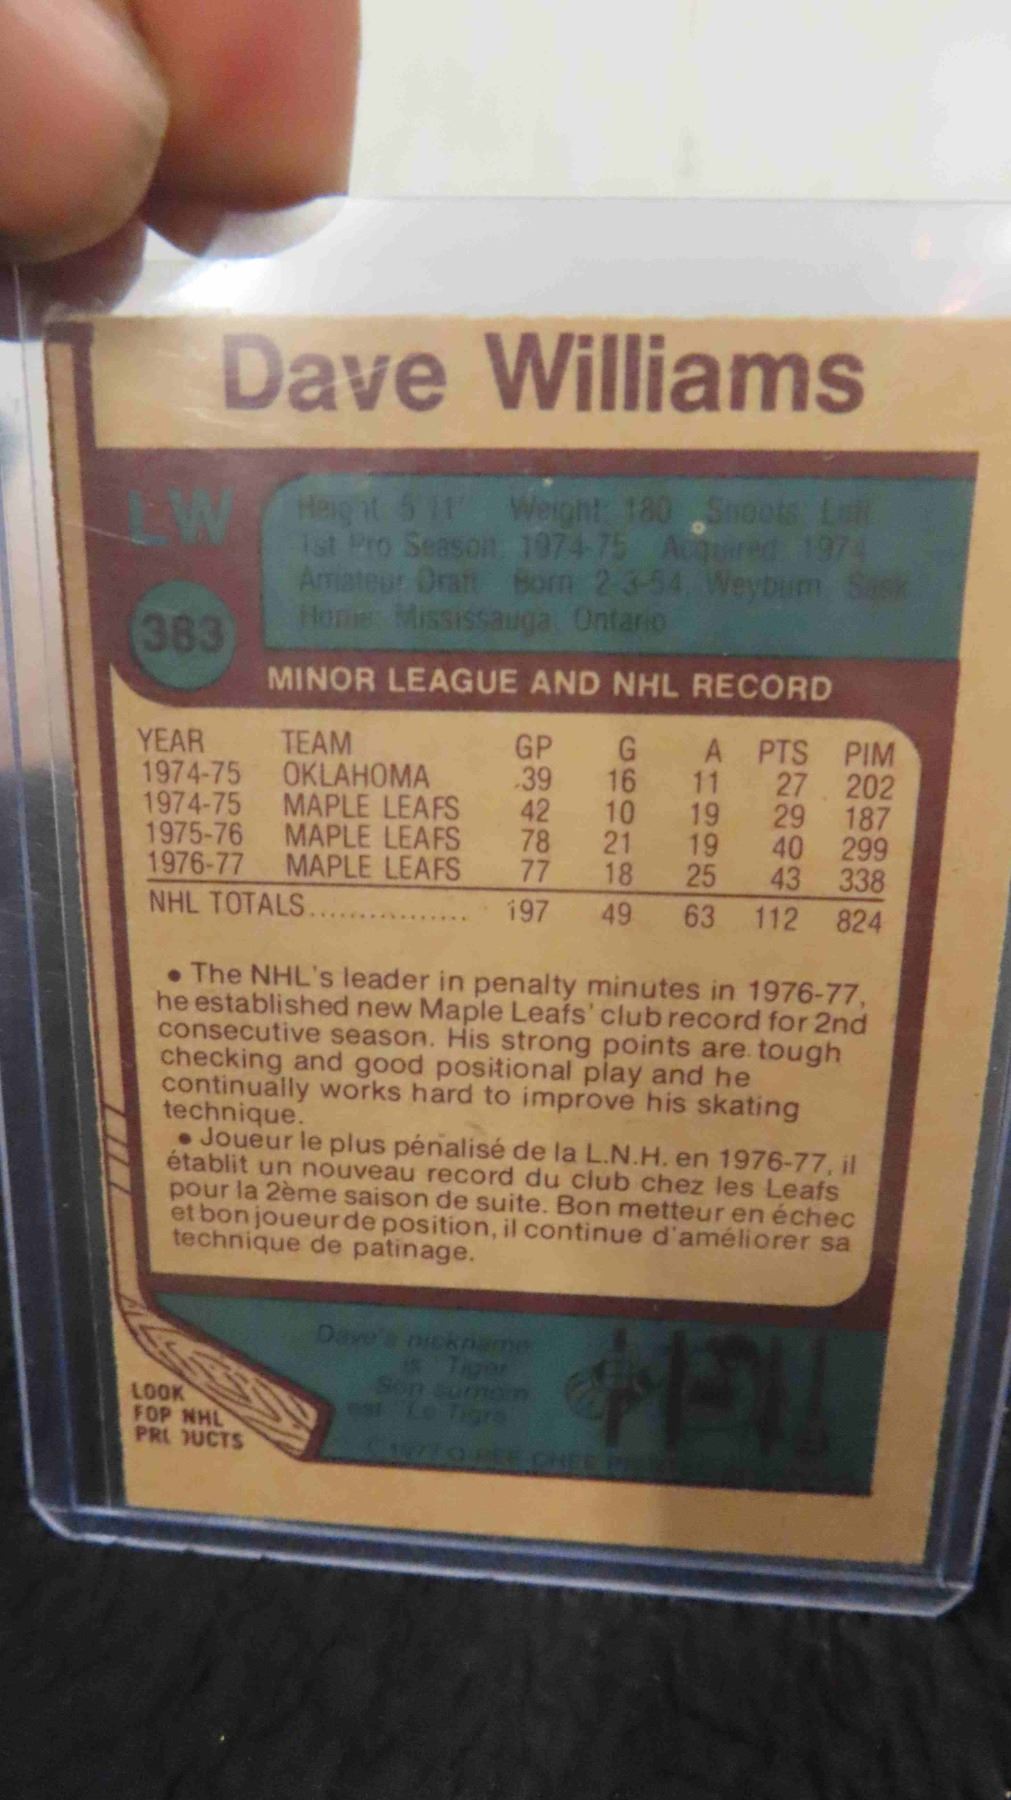 Dave Williams
LW
Height: 5'11" Weight: 180 Shoots: Left
1st Pro Season: 1974-75 Acquired: 1974
Amateur Draft Born: 2-3-54, Weyburn, Sask
Home: Mississauga, Ontario
383
MINOR LEAGUE AND NHL RECORD
YEAR TEAM GP G A PTS PIM
1974-75 OKLAHOMA 39 16 11 27 202
1974-75 MAPLE LEAFS 42 10 19 29 187
1975-76 MAPLE LEAFS 78 21 19 40 299
1976-77 MAPLE LEAFS 77 18 25 43 338
NHL TOTALS................ 197 49 63 112 824
• The NHL's leader in penalty minutes in 1976-77,
he established new Maple Leafs' club record for 2nd
consecutive season. His strong points are tough
checking and good positional play and he
continually works hard to improve his skating
technique.
• Joueur le plus pénalisé de la L.N.H. en 1976-77, il
établit un nouveau record du club chez les Leafs
pour la 2ème saison de suite. Bon metteur en échec
et bon joueur de position, il continue d'améliorer sa
technique de patinage.
Dave's nickname
is "Tiger"
Son surnom
est "Le Tigre"
LOOK
FOR NHL
PRODUCTS
© 1977 O-PEE-CHEE